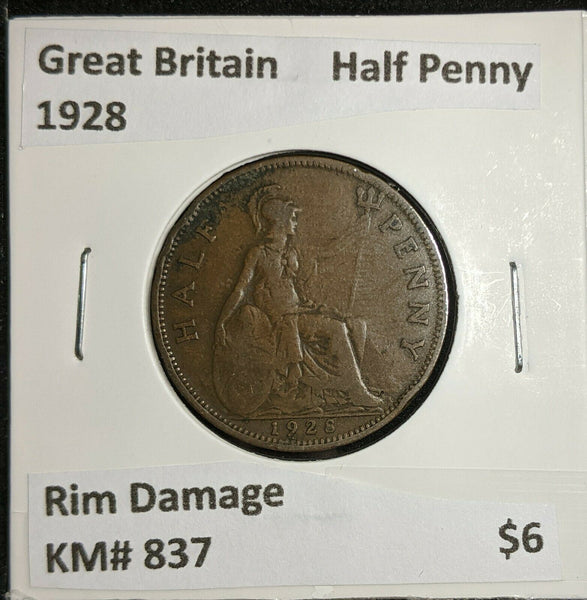 Great Britain Half Penny
1928
HALF PENNY
1928
Rim Damage
KM# 837 $6